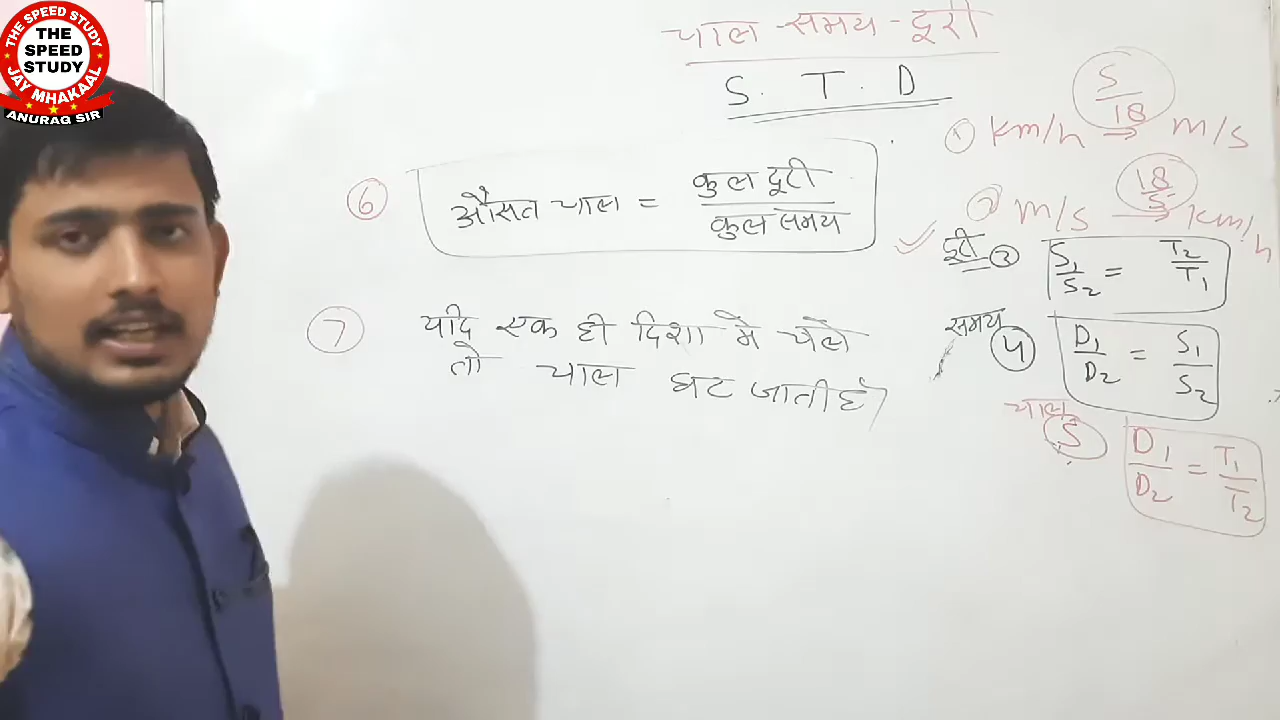 THE SPEED STUDY
THE
SPEED
STUDY
JAY MHAKAAL
ANURAG SIR
चाल - समय - दूरी
S. T. D
⑥ औसत चाल = कुल दूरी / कुल समय
⑦ यदि एक ही दिशा मे चले
तो चाल घट जाती है
① km/h → m/s 5/18
② m/s → km/h 18/5
दूरी ③ S₁/S₂ = T₂/T₁
समय ④ D₁/D₂ = S₁/S₂
चाल ⑤ D₁/D₂ = T₁/T₂